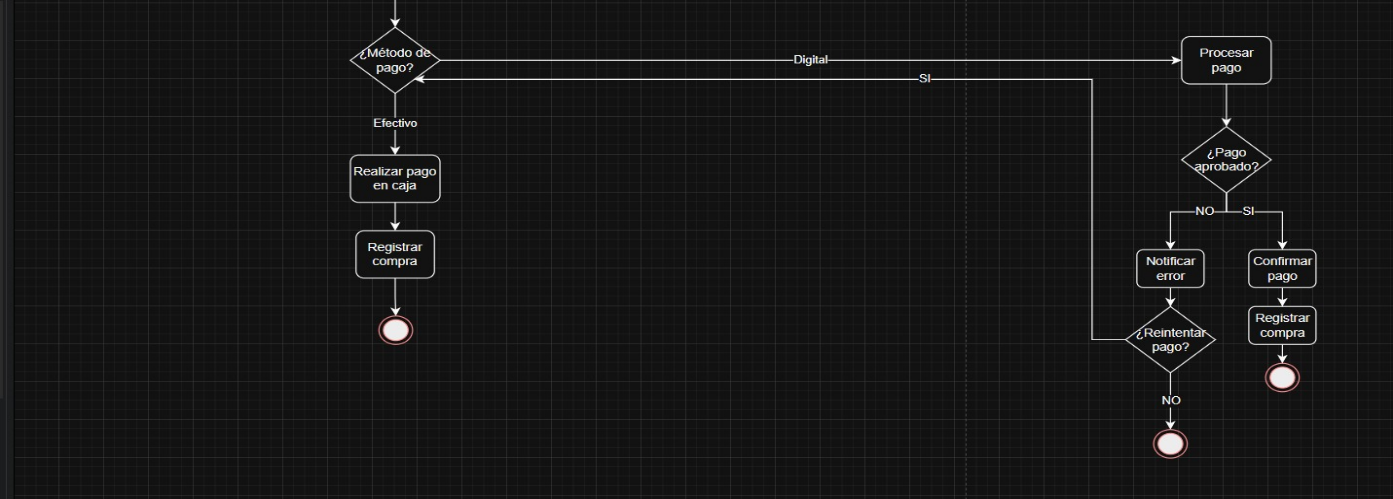 ¿Método de
pago?
Digital
SI
Efectivo
Realizar pago
en caja
Registrar
compra
Procesar
pago
¿Pago
aprobado?
NO
SI
Notificar
error
Confirmar
pago
¿Reintentar
pago?
Registrar
compra
NO